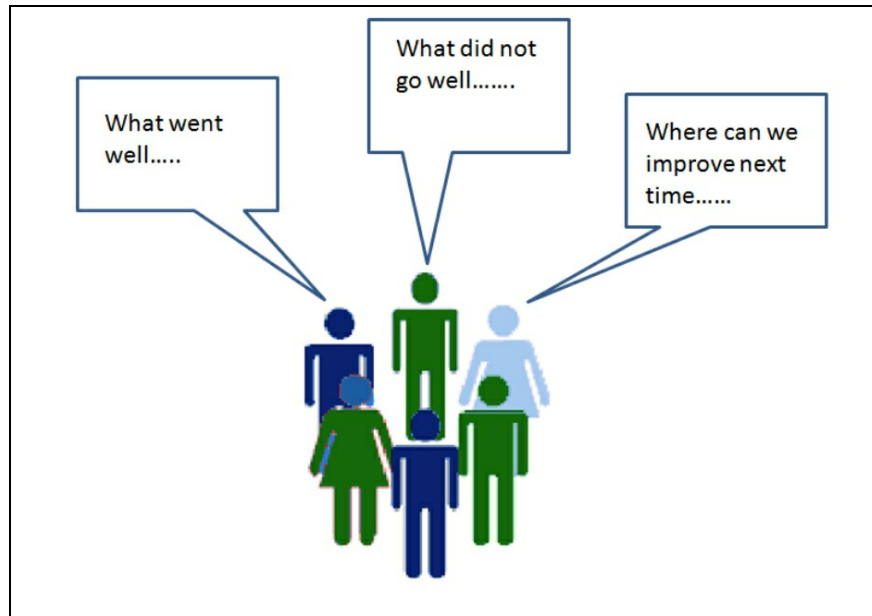 What went
well…..
What did not
go well…….
Where can we
improve next
time……